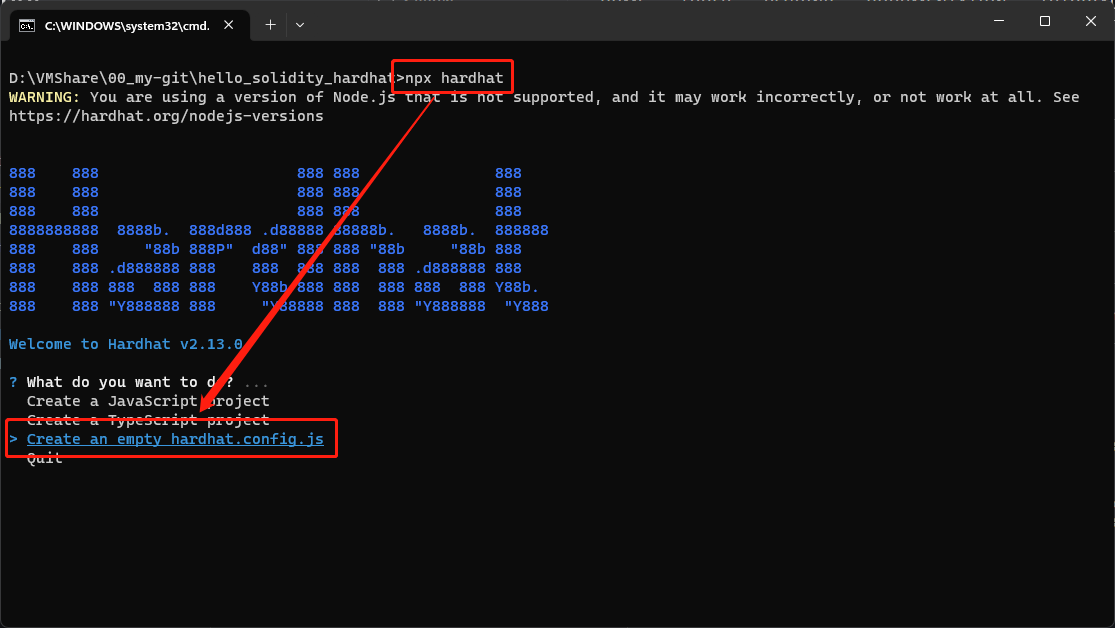 C:\WINDOWS\system32\cmd.
D:\VMShare\00_my-git\hello_solidity_hardhat>npx hardhat
WARNING: You are using a version of Node.js that is not supported, and it may work incorrectly, or not work at all. See
https://hardhat.org/nodejs-versions
888    888                      888 888               888
888    888                      888 888               888
888    888                      888 888               888
8888888888  8888b.  888d888 .d88888 88888b.   8888b.  888888
888    888     "88b 888P"  d88" 888 888 "88b     "88b 888
888    888 .d888888 888    888  888 888  888 .d888888 888
888    888 888  888 888    Y88b 888 888  888 888  888 Y88b.
888    888 "Y888888 888     "Y88888 888  888 "Y888888  "Y888
Welcome to Hardhat v2.13.0
? What do you want to do? ...
Create a JavaScript project
Create a TypeScript project
> Create an empty hardhat.config.js
Quit